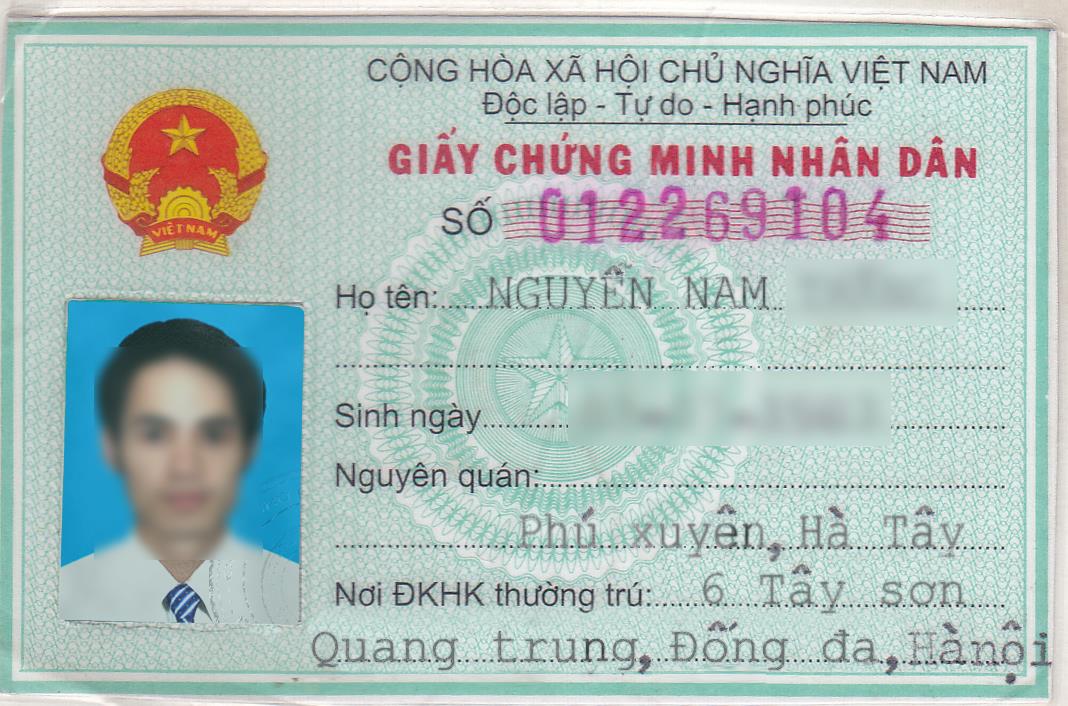 CỘNG HÒA XÃ HỘI CHỦ NGHĨA VIỆT NAM
Độc lập - Tự do - Hạnh phúc
GIẤY CHỨNG MINH NHÂN DÂN
SỐ 012269104
VIỆT NAM
Họ tên: NGUYỄN NAM
Sinh ngày
Nguyên quán:
Phú xuyên, Hà Tây
Nơi ĐKHK thường trú: 6 Tây sơn
Quang trung, Đống đa, Hànội